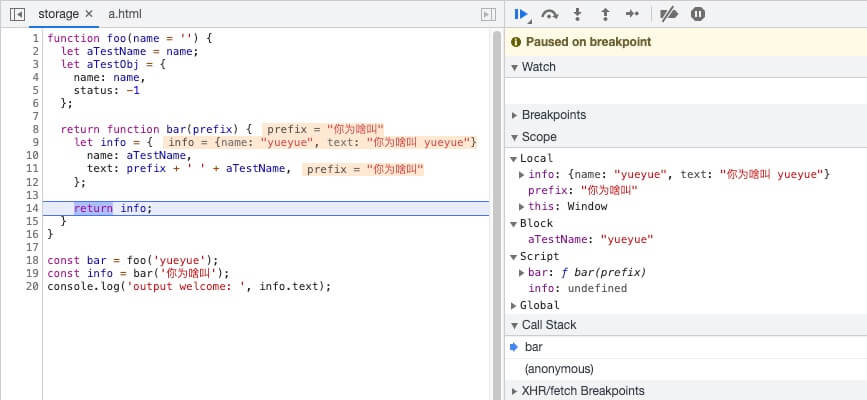 storage × a.html
1 function foo(name = '') {
2 let aTestName = name;
3 let aTestObj = {
4 name: name,
5 status: -1
6 };
7
8 return function bar(prefix) { prefix = "你为啥叫"
9 let info = { info = {name: "yueyue", text: "你为啥叫 yueyue"}
10 name: aTestName,
11 text: prefix + ' ' + aTestName, prefix = "你为啥叫"
12 };
13
14 return info;
15 }
16 }
17
18 const bar = foo('yueyue');
19 const info = bar('你为啥叫');
20 console.log('output welcome: ', info.text);
Paused on breakpoint
Watch
Breakpoints
Scope
Local
info: {name: "yueyue", text: "你为啥叫 yueyue"}
prefix: "你为啥叫"
this: Window
Block
aTestName: "yueyue"
Script
bar: ƒ bar(prefix)
info: undefined
Global
Call Stack
bar
(anonymous)
XHR/fetch Breakpoints